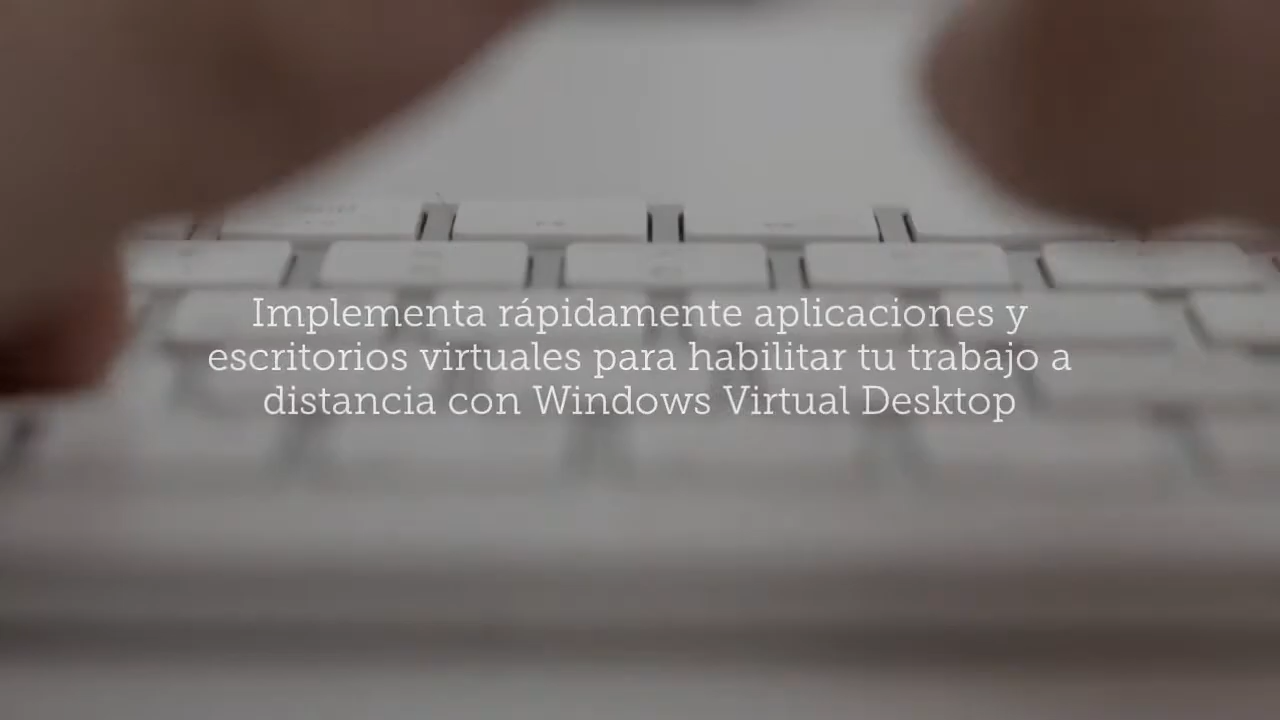 Implementa rápidamente aplicaciones y
escritorios virtuales para habilitar tu trabajo a
distancia con Windows Virtual Desktop